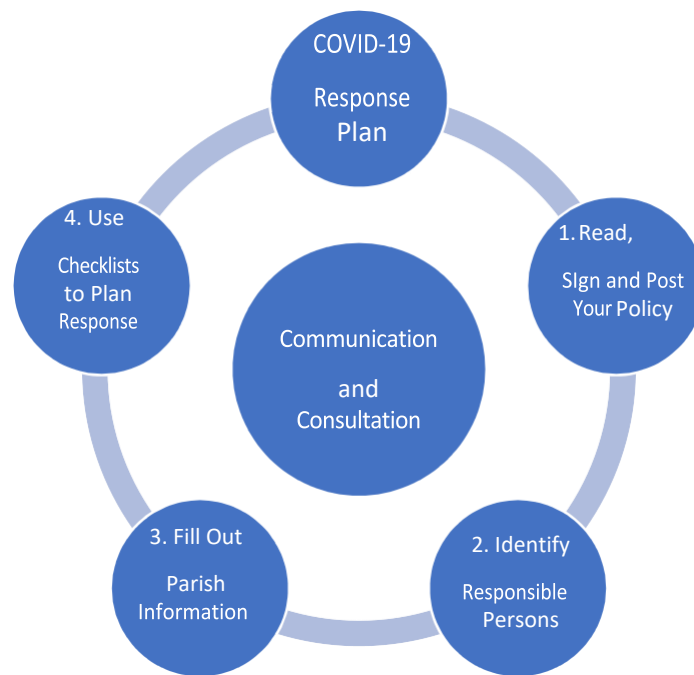 COVID-19
Response
Plan
1. Read,
SIgn and Post
Your Policy
2. Identify
Responsible
Persons
3. Fill Out
Parish
Information
4. Use
Checklists
to Plan
Response
Communication
and
Consultation